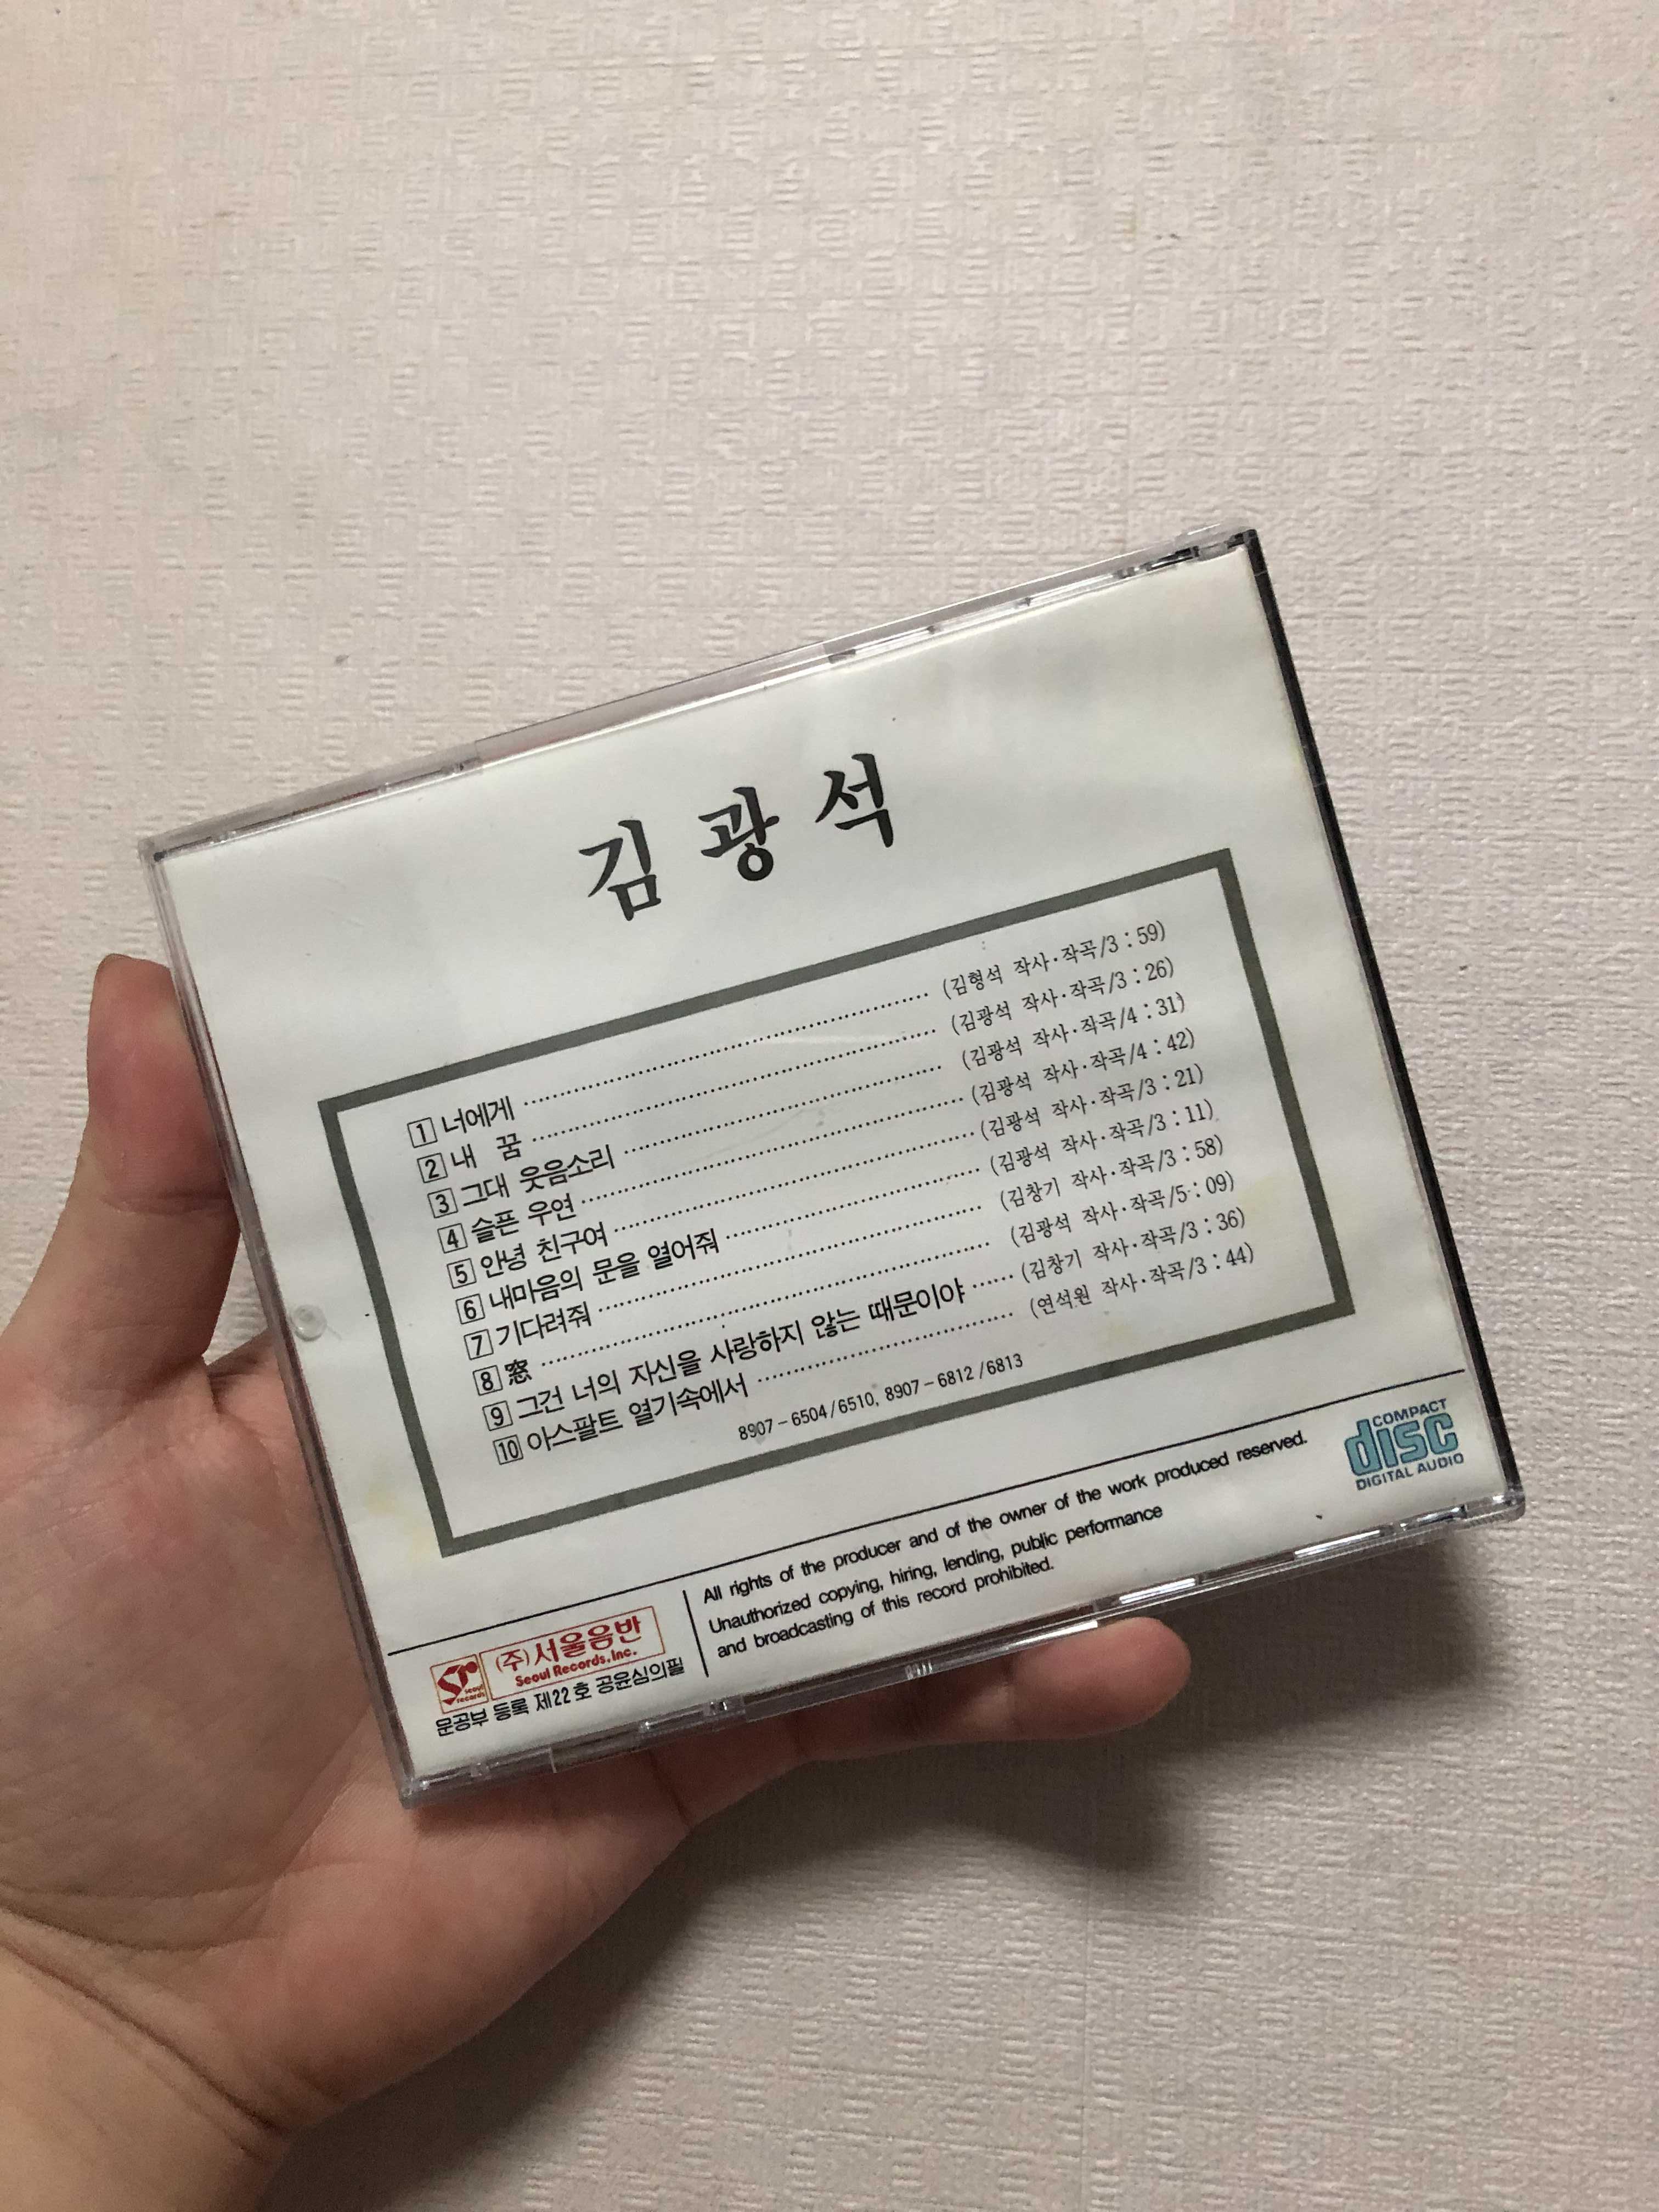 김 광 석
1 너에게 ······ (김형석 작사·작곡/3 : 59)
2 내 꿈 ······ (김광석 작사·작곡/3 : 26)
3 그대 웃음소리 ······ (김광석 작사·작곡/4 : 31)
4 슬픈 우연 ······ (김광석 작사·작곡/4 : 42)
5 안녕 친구여 ······ (김광석 작사·작곡/3 : 21)
6 내마음의 문을 열어줘 ······ (김광석 작사·작곡/3 : 11)
7 기다려줘 ······ (김창기 작사·작곡/3 : 58)
8 窓 ······ (김광석 작사·작곡/5 : 09)
9 그건 너의 자신을 사랑하지 않는 때문이야 ······ (김창기 작사·작곡/3 : 36)
10 아스팔트 열기속에서 ······ (연석원 작사·작곡/3 : 44)
8907-6504/6510, 8907-6812/6813
All rights of the producer and of the owner of the work produced reserved.
Unauthorized copying, hiring, lending, public performance
and broadcasting of this record prohibited.
COMPACT
disc
DIGITAL AUDIO
sr seoul records
(주)서울음반
Seoul Records, Inc.
문공부 등록 제22호 공윤심의필